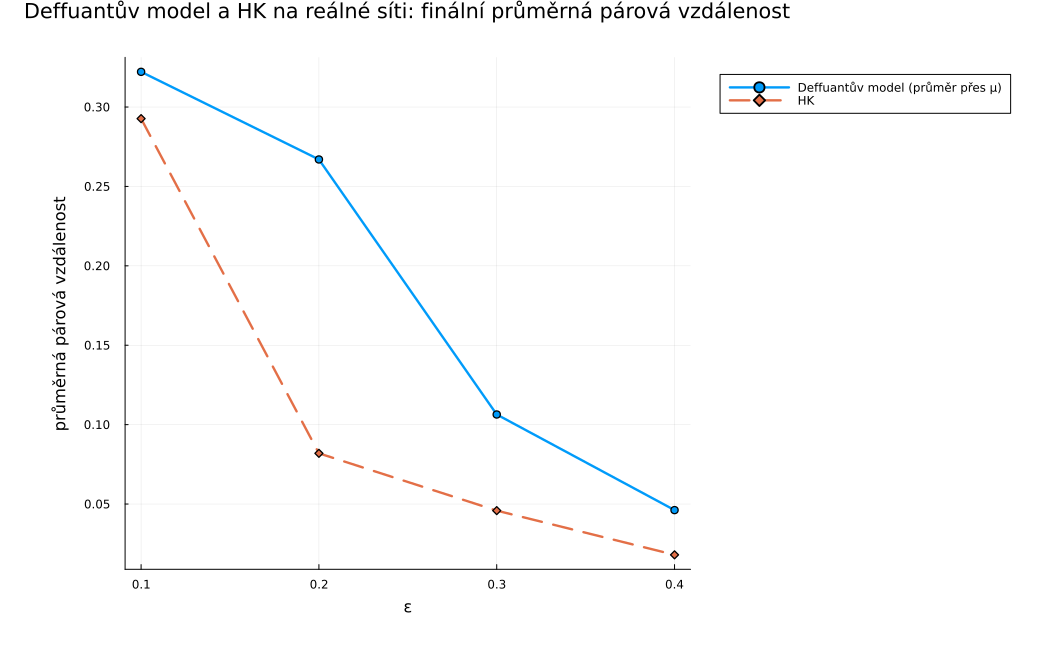 Deffuantův model a HK na reálné síti: finální průměrná párová vzdálenost
Deffuantův model (průměr přes μ)
HK
průměrná párová vzdálenost
0.30
0.25
0.20
0.15
0.10
0.05
0.1
0.2
0.3
0.4
ε